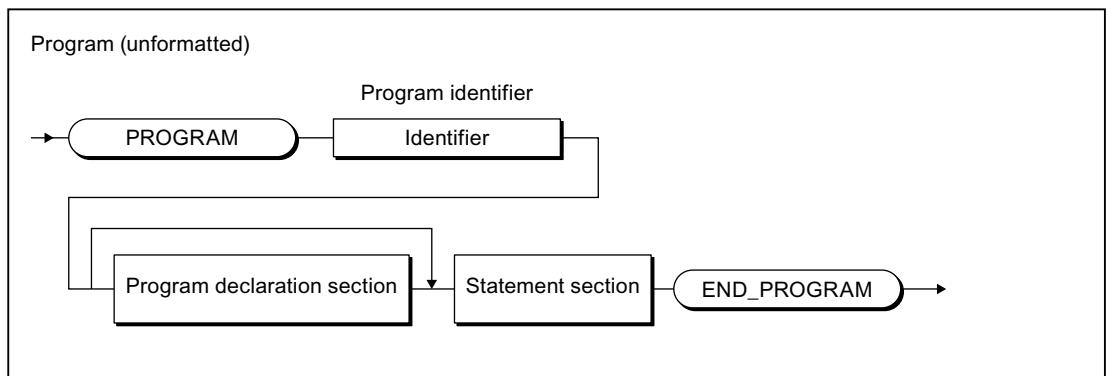 Program (unformatted)
Program identifier
PROGRAM
Identifier
Program declaration section
Statement section
END_PROGRAM